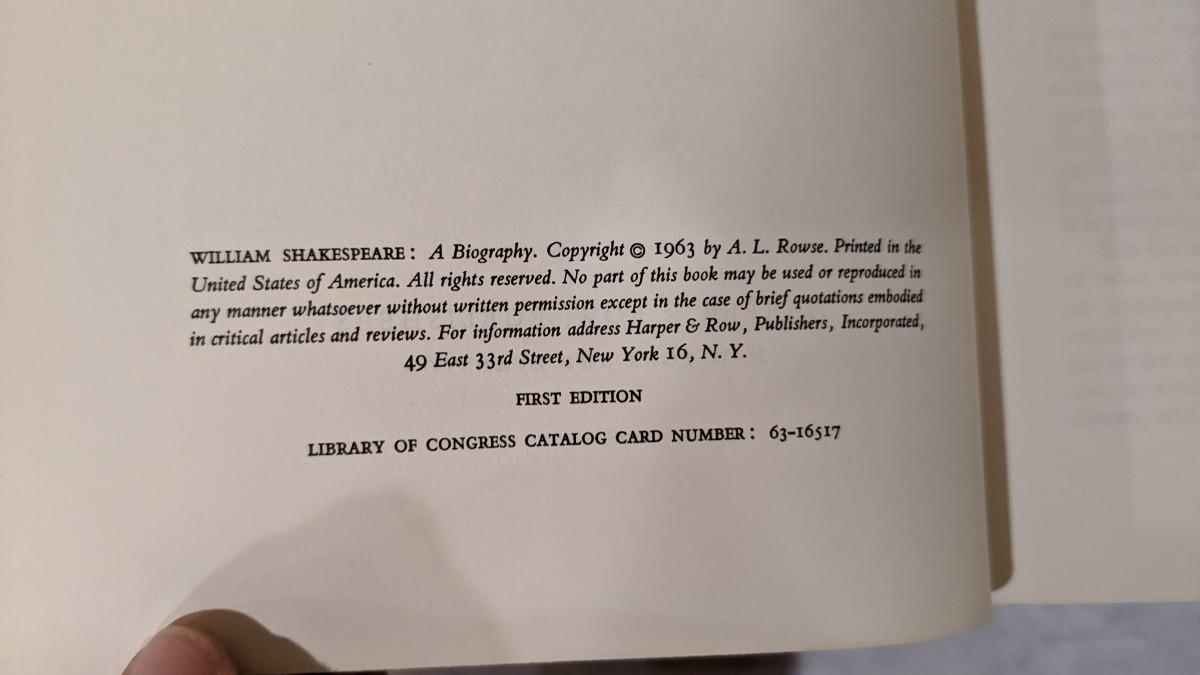 WILLIAM SHAKESPEARE: A Biography. Copyright © 1963 by A. L. Rowse. Printed in the
United States of America. All rights reserved. No part of this book may be used or reproduced in
any manner whatsoever without written permission except in the case of brief quotations embodied
in critical articles and reviews. For information address Harper & Row, Publishers, Incorporated,
49 East 33rd Street, New York 16, N. Y.
FIRST EDITION
LIBRARY OF CONGRESS CATALOG CARD NUMBER: 63-16517